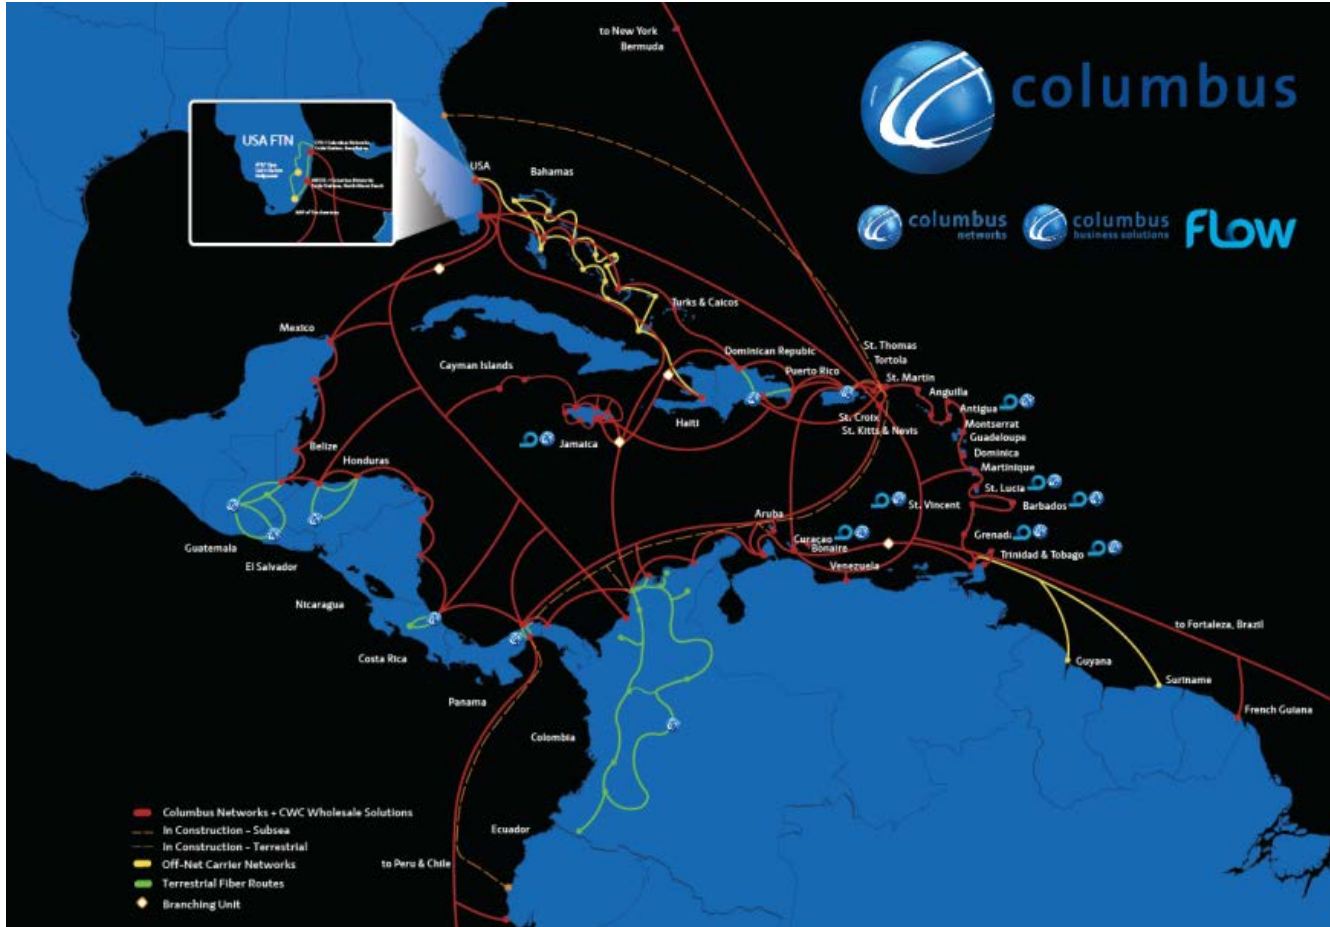 to New York
Bermuda
columbus
columbus
networks
columbus
business solutions
FLOW
USA FTN
USA
Bahamas
Turks & Caicos
Mexico
Cayman Islands
Dominican Repubic
Puerto Rico
St. Thomas
Tortola
St. Martin
Anguilla
Antigua
Montserrat
Guadeloupe
Dominica
Martinique
St. Lucia
Barbados
St. Croix
St. Kitts & Nevis
Haiti
Jamaica
Belize
Honduras
St. Vincent
Grenada
Trinidad & Tobago
Aruba
Curaçao
Bonaire
Venezuela
Guatemala
El Salvador
Nicaragua
Costa Rica
Panama
Colombia
to Fortaleza, Brazil
Guyana
Suriname
French Guiana
Ecuador
to Peru & Chile
Columbus Networks + CWC Wholesale Solutions
In Construction – Subsea
In Construction – Terrestrial
Off-Net Carrier Networks
Terrestrial Fiber Routes
Branching Unit